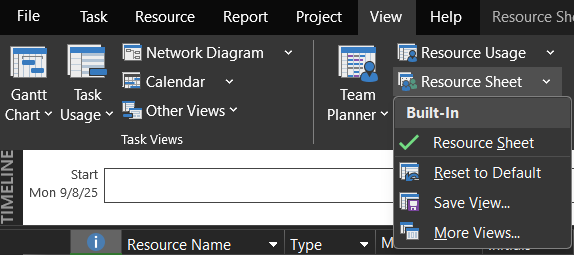 File Task Resource Report Project View Help Resource Sh
Network Diagram
Calendar
Other Views
Gantt
Chart
Task
Usage
Task Views
Team
Planner
Resource Usage
Resource Sheet
Built-In
Resource Sheet
Reset to Default
Save View...
More Views...
TIMELINE
Start
Mon 9/8/25
Resource Name Type M